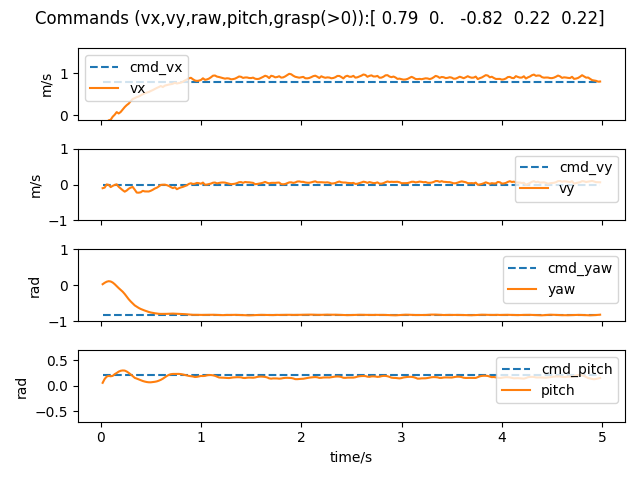 Commands (vx,vy,raw,pitch,grasp(>0)):[ 0.79  0.   -0.82  0.22  0.22]
m/s
1
0
cmd_vx
vx
m/s
1
0
−1
cmd_vy
vy
rad
1
0
−1
cmd_yaw
yaw
rad
0.5
0.0
−0.5
cmd_pitch
pitch
0 1 2 3 4 5
time/s